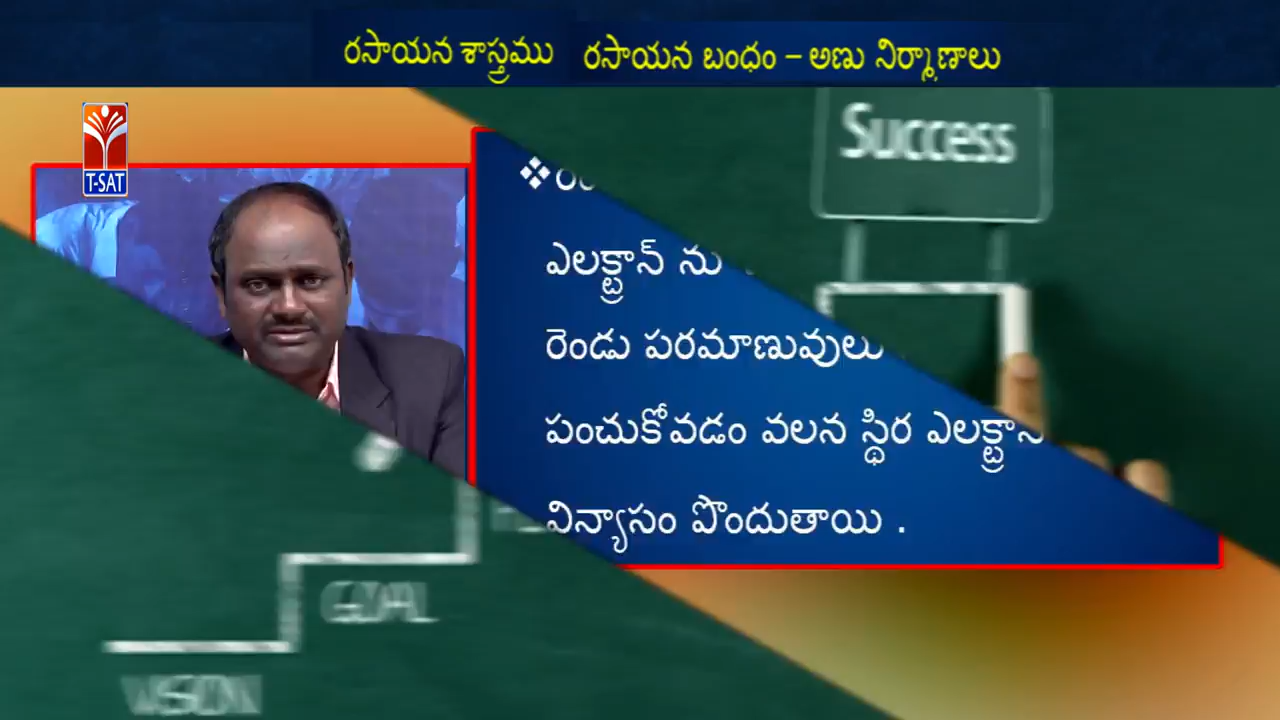 రసాయన శాస్త్రము రసాయన బంధం – అణు నిర్మాణాలు
T-SAT
Success
ఎలక్ట్రాన్ ను
రెండు పరమాణువులు
పంచుకోవడం వలన స్థిర ఎలక్ట్రాన్
విన్యాసం పొందుతాయి .
GOAL
VISION